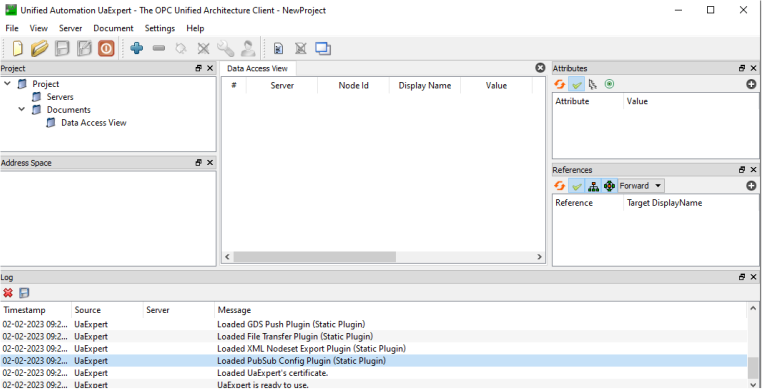 Unified Automation UaExpert - The OPC Unified Architecture Client - NewProject
File View Server Document Settings Help
Project
Project
Servers
Documents
Data Access View
Address Space
Data Access View
# Server Node Id Display Name Value
Attributes
Attribute Value
References
Forward
Reference Target DisplayName
Log
Timestamp Source Server Message
02-02-2023 09:2... UaExpert Loaded GDS Push Plugin (Static Plugin)
02-02-2023 09:2... UaExpert Loaded File Transfer Plugin (Static Plugin)
02-02-2023 09:2... UaExpert Loaded XML Nodeset Export Plugin (Static Plugin)
02-02-2023 09:2... UaExpert Loaded PubSub Config Plugin (Static Plugin)
02-02-2023 09:2... UaExpert Loaded UaExpert's certificate.
02-02-2023 09:2... UaExpert UaExpert is ready to use.